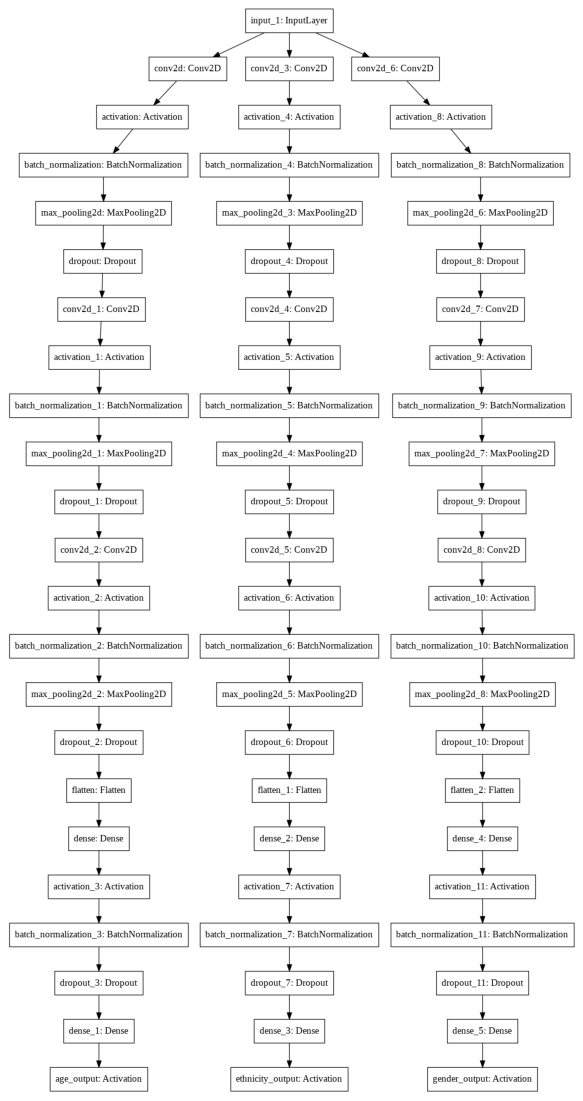 input_1: InputLayer
conv2d: Conv2D
conv2d_3: Conv2D
conv2d_6: Conv2D
activation: Activation
activation_4: Activation
activation_8: Activation
batch_normalization: BatchNormalization
batch_normalization_4: BatchNormalization
batch_normalization_8: BatchNormalization
max_pooling2d: MaxPooling2D
max_pooling2d_3: MaxPooling2D
max_pooling2d_6: MaxPooling2D
dropout: Dropout
dropout_4: Dropout
dropout_8: Dropout
conv2d_1: Conv2D
conv2d_4: Conv2D
conv2d_7: Conv2D
activation_1: Activation
activation_5: Activation
activation_9: Activation
batch_normalization_1: BatchNormalization
batch_normalization_5: BatchNormalization
batch_normalization_9: BatchNormalization
max_pooling2d_1: MaxPooling2D
max_pooling2d_4: MaxPooling2D
max_pooling2d_7: MaxPooling2D
dropout_1: Dropout
dropout_5: Dropout
dropout_9: Dropout
conv2d_2: Conv2D
conv2d_5: Conv2D
conv2d_8: Conv2D
activation_2: Activation
activation_6: Activation
activation_10: Activation
batch_normalization_2: BatchNormalization
batch_normalization_6: BatchNormalization
batch_normalization_10: BatchNormalization
max_pooling2d_2: MaxPooling2D
max_pooling2d_5: MaxPooling2D
max_pooling2d_8: MaxPooling2D
dropout_2: Dropout
dropout_6: Dropout
dropout_10: Dropout
flatten: Flatten
flatten_1: Flatten
flatten_2: Flatten
dense: Dense
dense_2: Dense
dense_4: Dense
activation_3: Activation
activation_7: Activation
activation_11: Activation
batch_normalization_3: BatchNormalization
batch_normalization_7: BatchNormalization
batch_normalization_11: BatchNormalization
dropout_3: Dropout
dropout_7: Dropout
dropout_11: Dropout
dense_1: Dense
dense_3: Dense
dense_5: Dense
age_output: Activation
ethnicity_output: Activation
gender_output: Activation